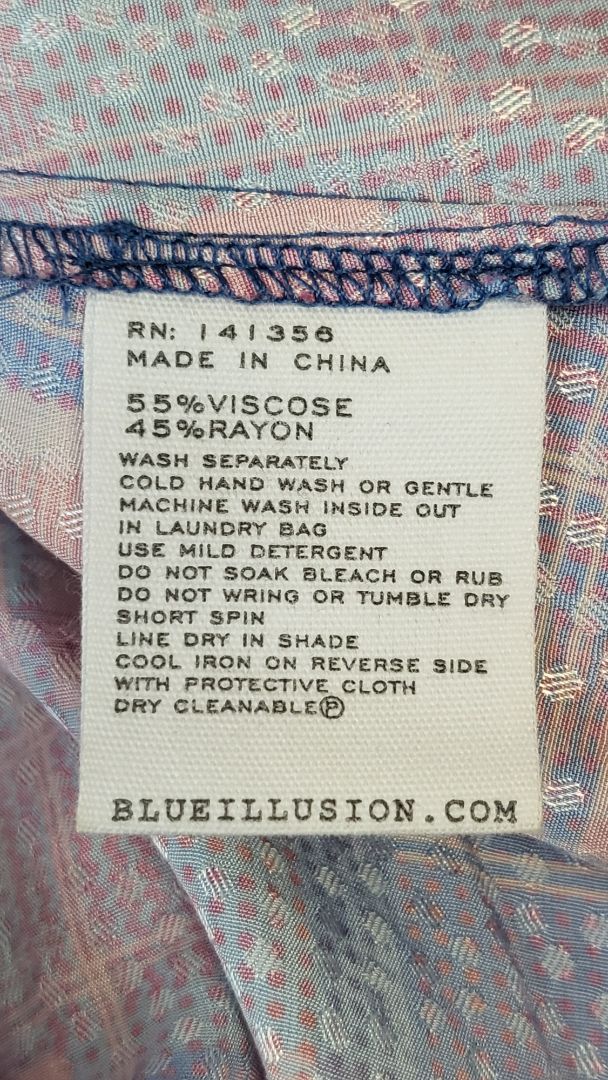 RN: 141356
MADE IN CHINA
55%VISCOSE
45%RAYON
WASH SEPARATELY
COLD HAND WASH OR GENTLE
MACHINE WASH INSIDE OUT
IN LAUNDRY BAG
USE MILD DETERGENT
DO NOT SOAK BLEACH OR RUB
DO NOT WRING OR TUMBLE DRY
SHORT SPIN
LINE DRY IN SHADE
COOL IRON ON REVERSE SIDE
WITH PROTECTIVE CLOTH
DRY CLEANABLEⓅ
BLUEILLUSION.COM